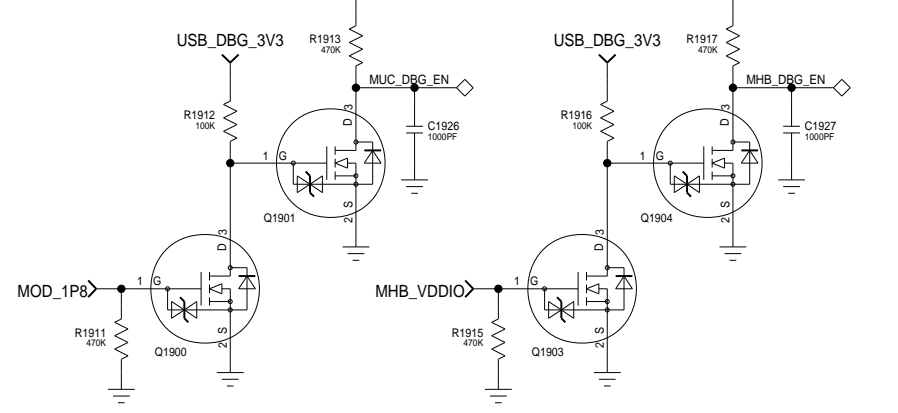 USB_DBG_3V3
R1913
470K
MUC_DBG_EN
R1912
100K
D 3
C1926
1000PF
1 G
S 2
Q1901
D 3
MOD_1P8
1 G
R1911
470K
S 2
Q1900
USB_DBG_3V3
R1917
470K
MHB_DBG_EN
R1916
100K
D 3
C1927
1000PF
1 G
S 2
Q1904
D 3
MHB_VDDIO
1 G
R1915
470K
S 2
Q1903